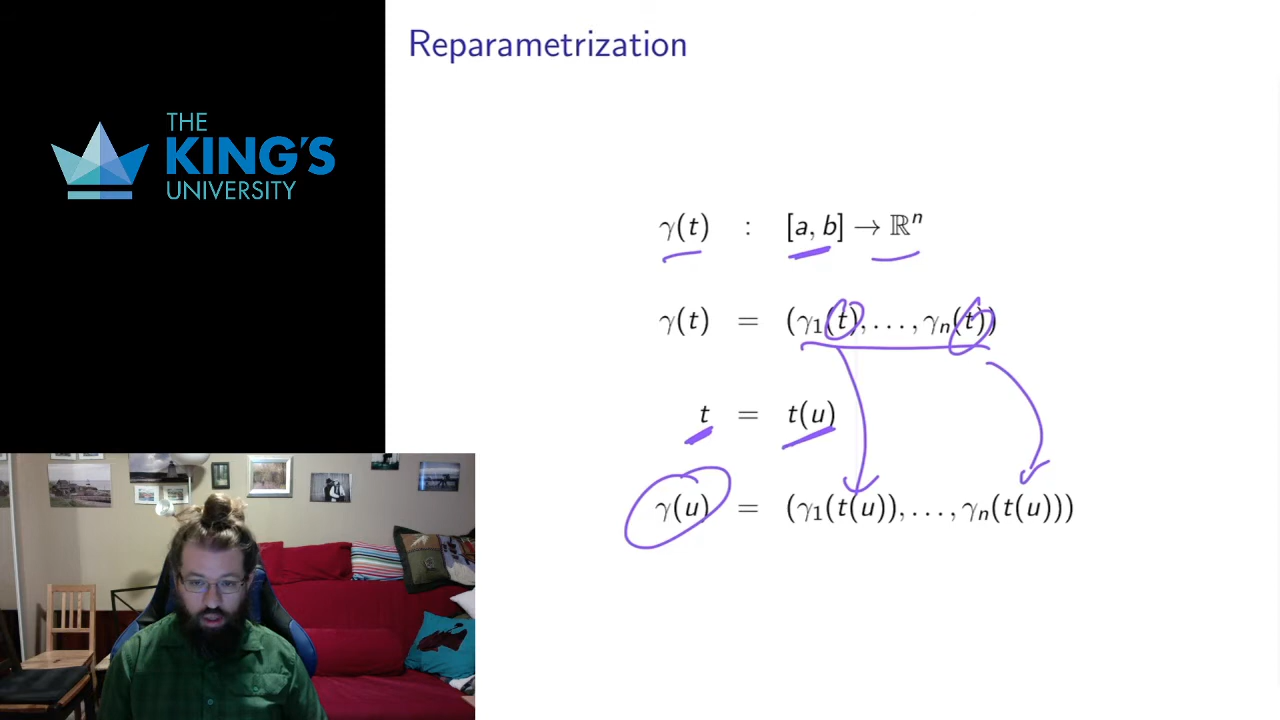 THE
KING'S
UNIVERSITY
Reparametrization
γ(t) : [a, b] → ℝⁿ
γ(t) = (γ₁(t), . . . , γₙ(t))
t = t(u)
γ(u) = (γ₁(t(u)), . . . , γₙ(t(u)))